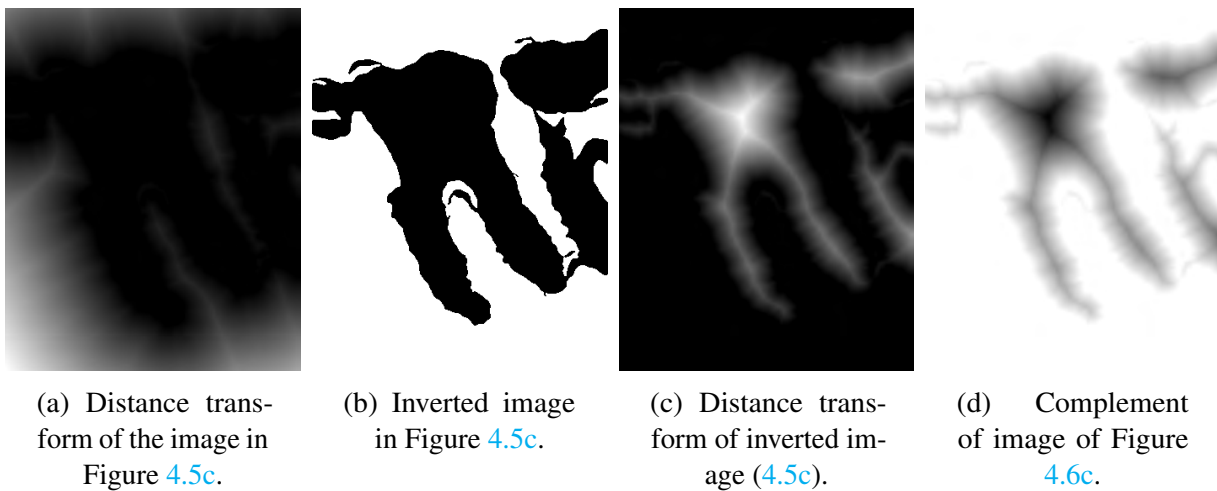 (a) Distance trans-
form of the image in
Figure 4.5c.
(b) Inverted image
in Figure 4.5c.
(c) Distance trans-
form of inverted im-
age (4.5c).
(d) Complement
of image of Figure
4.6c.